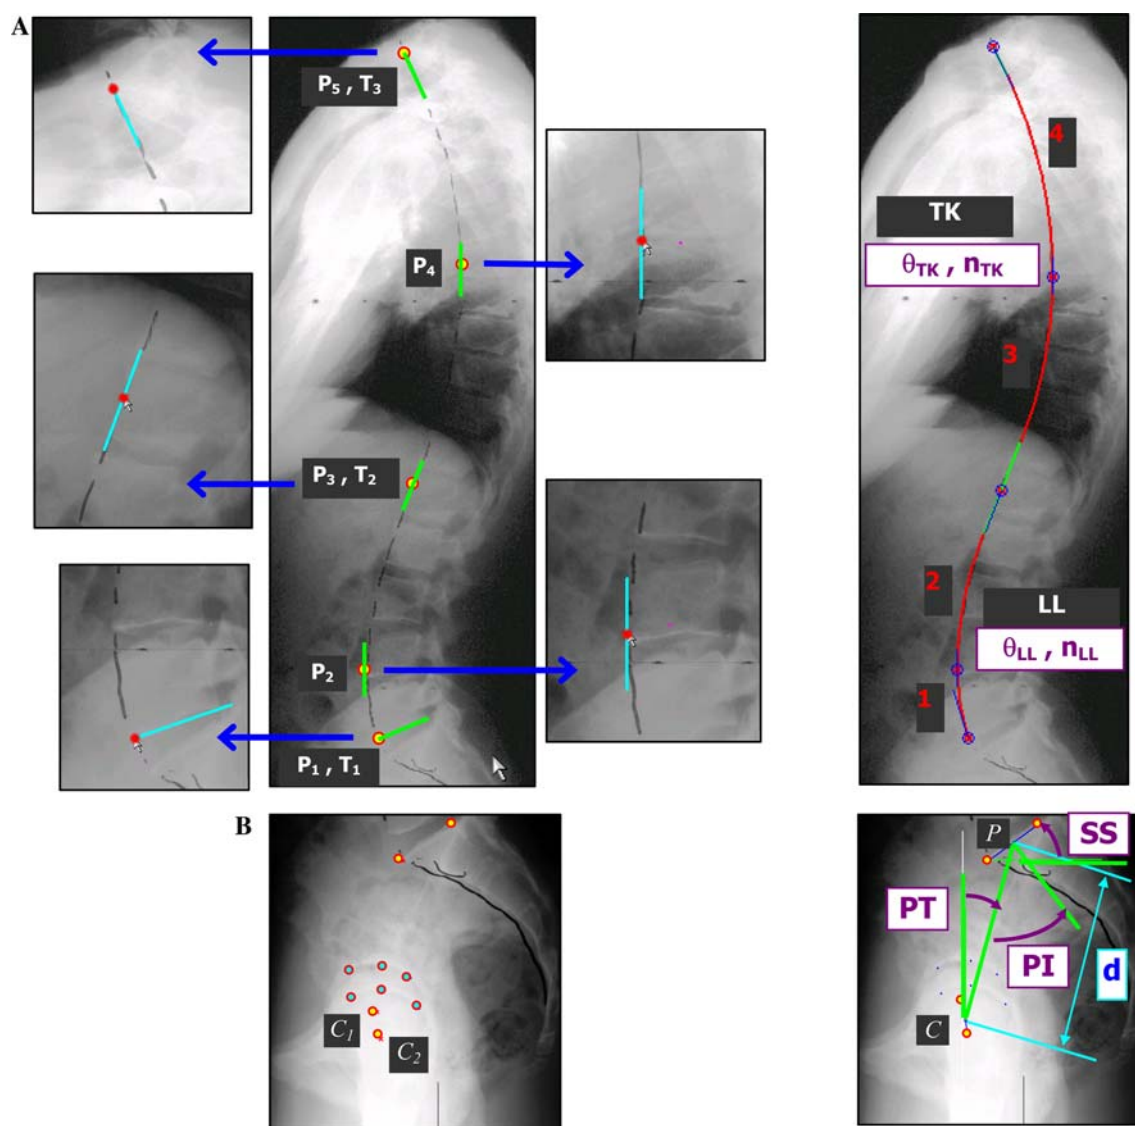 A
P5 , T3
P4
P3 , T2
P2
P1 , T1
4
TK
θTK , nTK
3
2
LL
θLL , nLL
1
B
C1
C2
P
SS
PT
PI
d
C